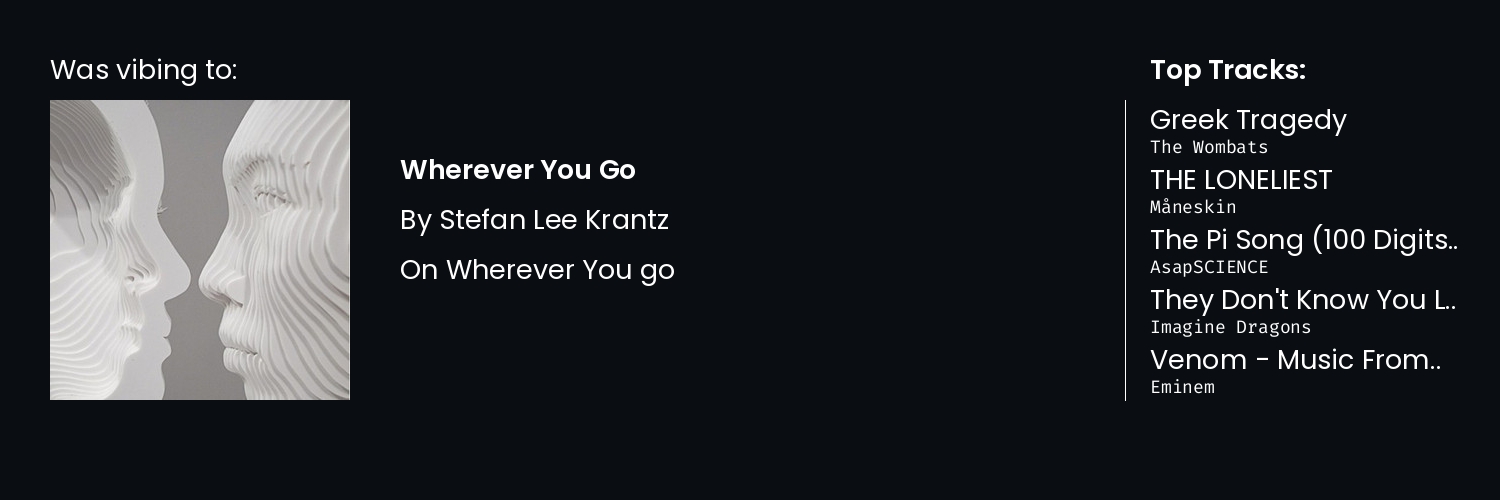 Was vibing to:
Wherever You Go
By Stefan Lee Krantz
On Wherever You go
Top Tracks:
Greek Tragedy
The Wombats
THE LONELIEST
Måneskin
The Pi Song (100 Digits..
AsapSCIENCE
They Don't Know You L..
Imagine Dragons
Venom - Music From..
Eminem